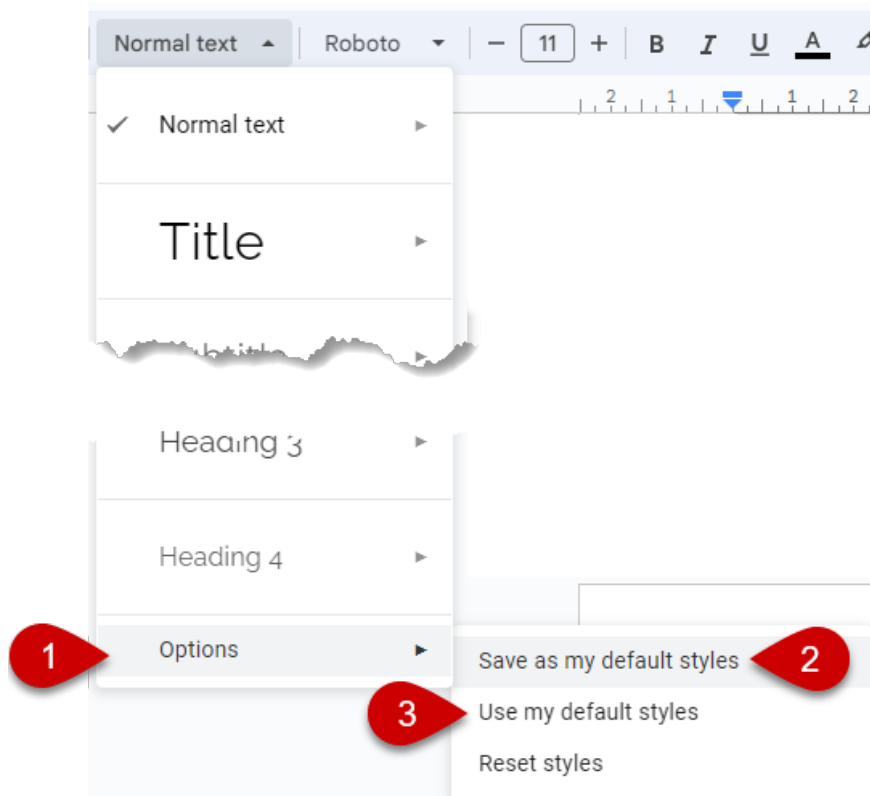 Normal text Roboto 11 B I U A
2 1 1 2
Normal text
Title
Heading 3
Heading 4
1 Options
Save as my default styles 2
3 Use my default styles
Reset styles